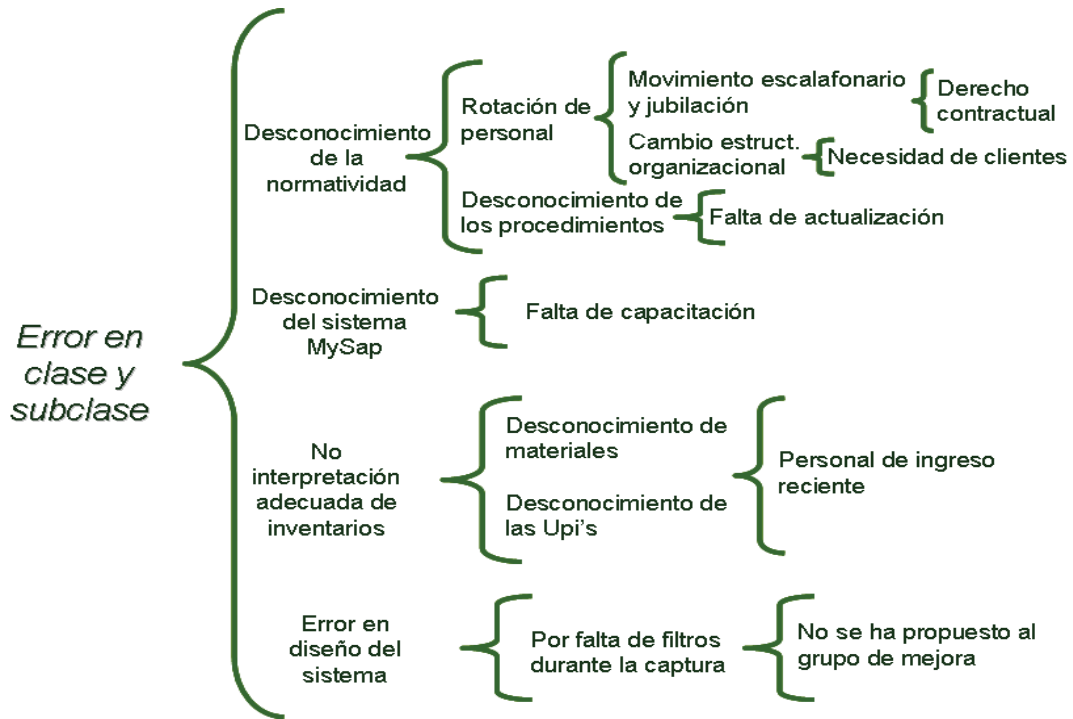 Error en
clase y
subclase
Desconocimiento
de la
normatividad
Rotación de
personal
Movimiento escalafonario
y jubilación
Derecho
contractual
Cambio estruct.
organizacional
Necesidad de clientes
Desconocimiento de
los procedimientos
Falta de actualización
Desconocimiento
del sistema
MySap
Falta de capacitación
No
interpretación
adecuada de
inventarios
Desconocimiento de
materiales
Desconocimiento de
las Upi's
Personal de ingreso
reciente
Error en
diseño del
sistema
Por falta de filtros
durante la captura
No se ha propuesto al
grupo de mejora